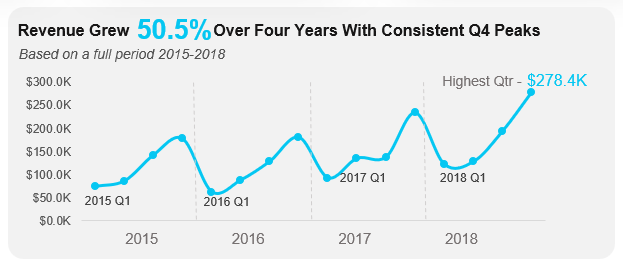 Revenue Grew 50.5% Over Four Years With Consistent Q4 Peaks
Based on a full period 2015-2018
Highest Qtr - $278.4K
$300.0K
$250.0K
$200.0K
$150.0K
$100.0K
$50.0K
$0.0K
2015 Q1
2016 Q1
2017 Q1
2018 Q1
2015
2016
2017
2018